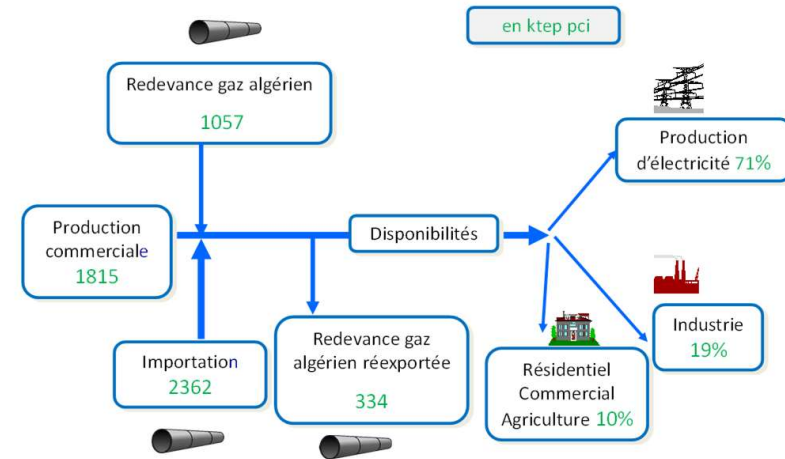 en ktep pci
Redevance gaz algérien
1057
Production
d'électricité 71%
Production
commerciale
1815
Disponibilités
Importation
2362
Redevance gaz
algérien réexportée
334
Résidentiel
Commercial
Agriculture 10%
Industrie
19%